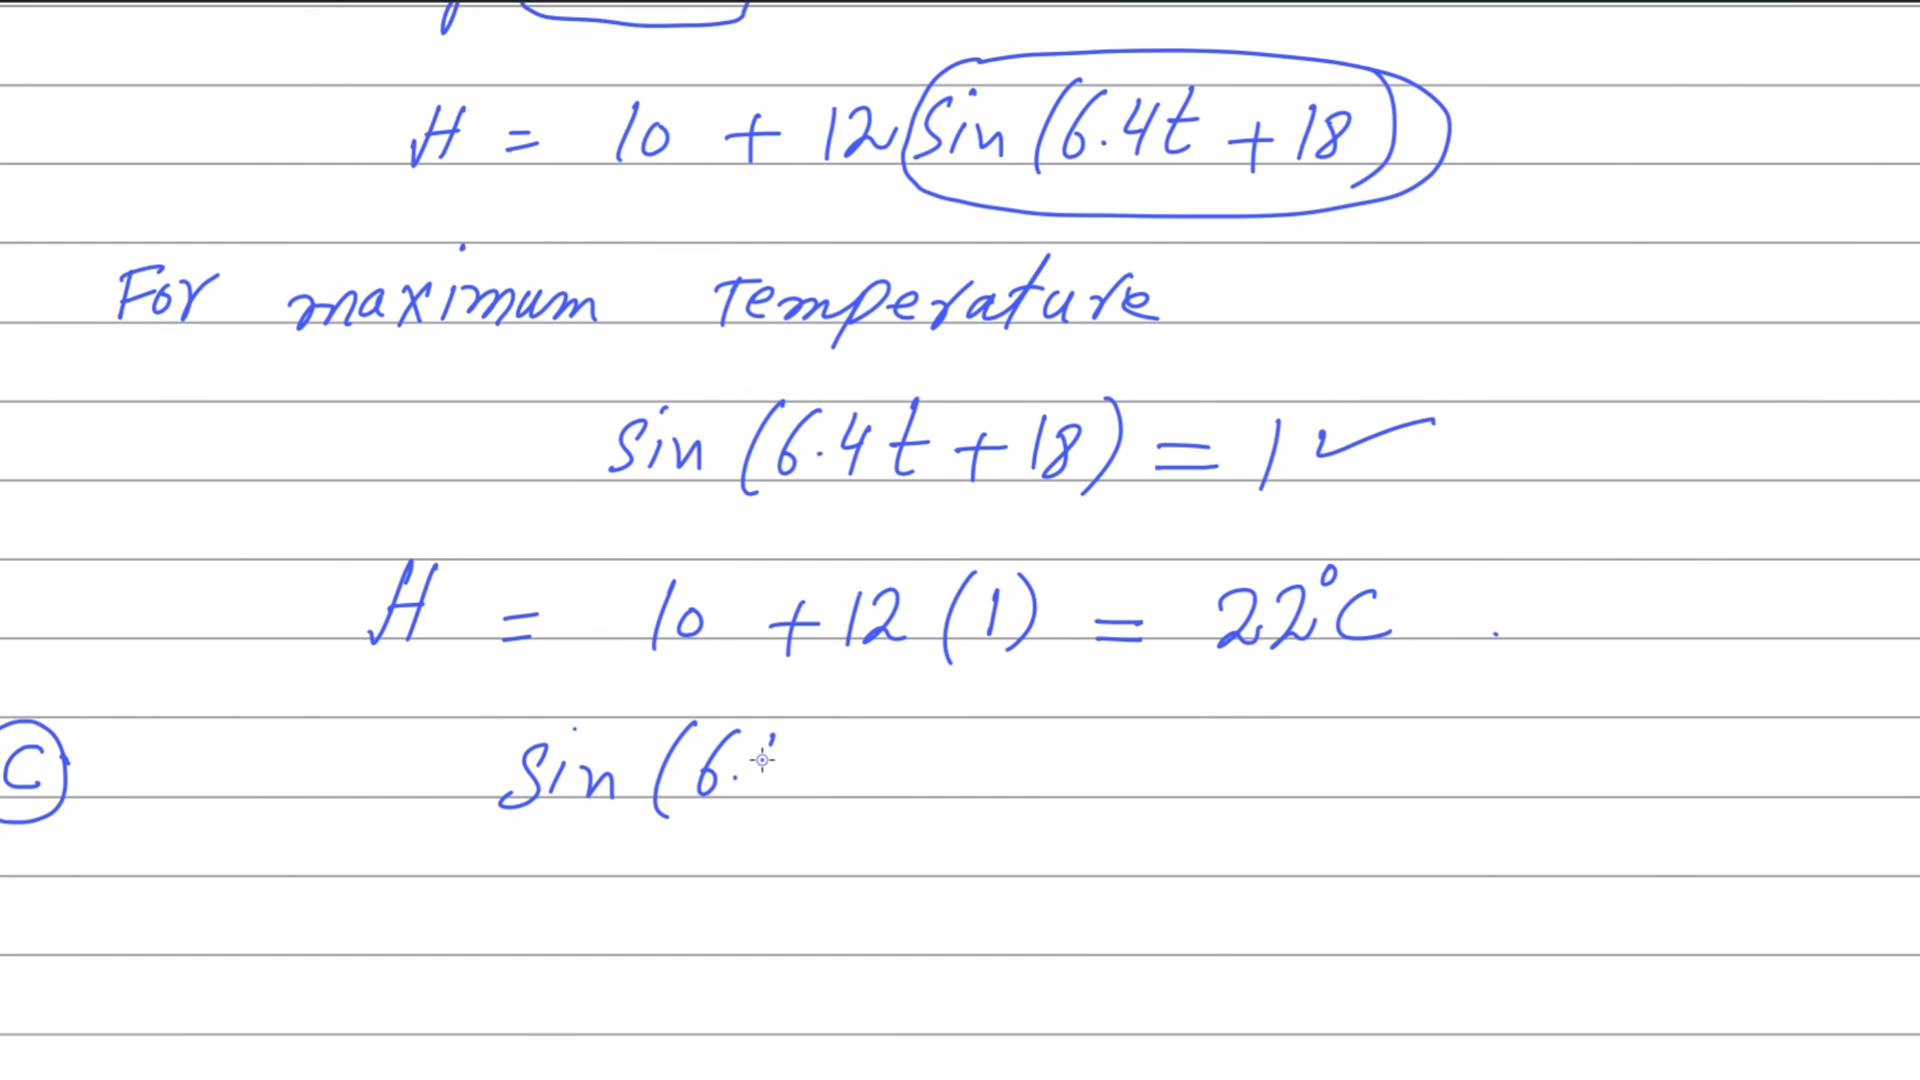 H = 10 + 12 sin(6.4t + 18)
For maximum Temperature
sin (6.4t + 18) = 1 ✓
H = 10 + 12 (1) = 22°C .
C sin (6.